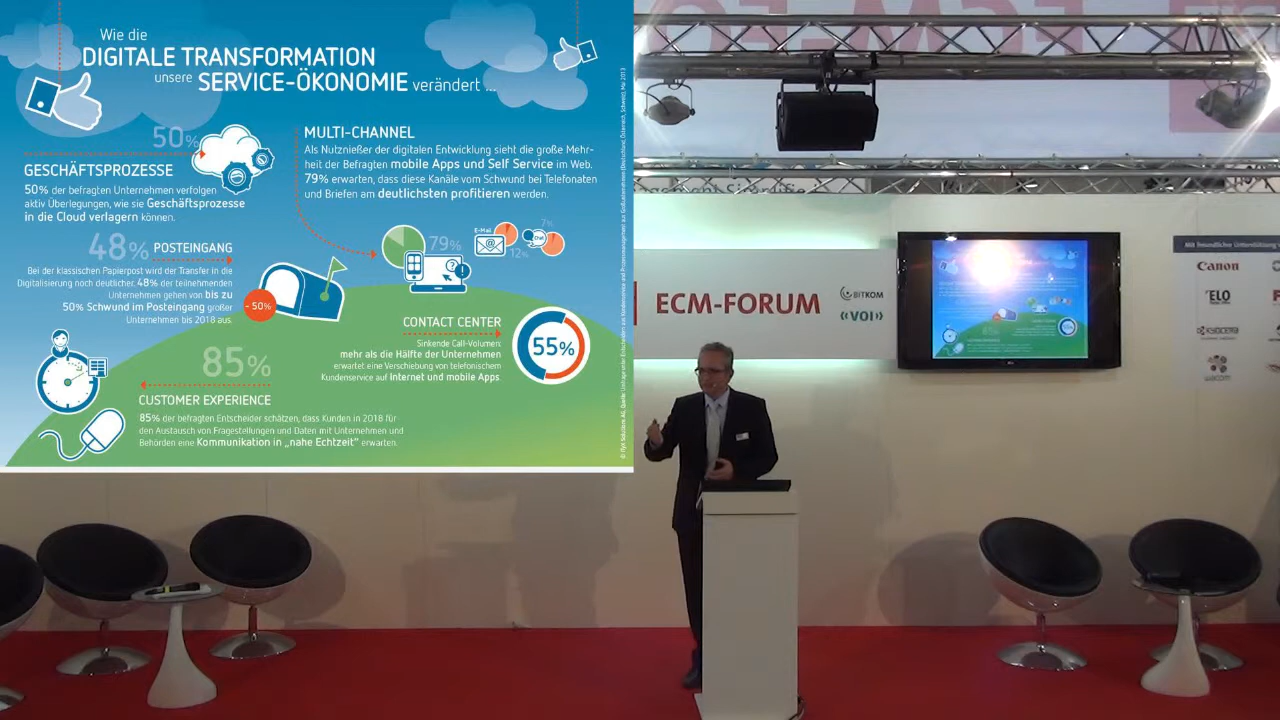 Wie die
DIGITALE TRANSFORMATION
unsere SERVICE-ÖKONOMIE verändert ...
50%
GESCHÄFTSPROZESSE
50% der befragten Unternehmen verfolgen
aktiv Überlegungen, wie sie Geschäftsprozesse
in die Cloud verlagern können.
MULTI-CHANNEL
Als Nutznießer der digitalen Entwicklung sieht die große Mehr-
heit der Befragten mobile Apps und Self Service im Web.
79% erwarten, dass diese Kanäle vom Schwund bei Telefonaten
und Briefen am deutlichsten profitieren werden.
48% POSTEINGANG
Bei der klassischen Papierpost wird der Transfer in die
Digitalisierung noch deutlicher. 48% der teilnehmenden
Unternehmen gehen von bis zu
50% Schwund im Posteingang großer
Unternehmen bis 2018 aus.
- 50%
79%
E-Mail
12%
Chat
7%
CONTACT CENTER
Sinkende Call-Volumen:
mehr als die Hälfte der Unternehmen
erwartet eine Verschiebung von telefonischem
Kundenservice auf Internet und mobile Apps.
55%
85%
CUSTOMER EXPERIENCE
85% der befragten Entscheider schätzen, dass Kunden in 2018 für
den Austausch von Fragestellungen und Daten mit Unternehmen und
Behörden eine Kommunikation in „nahe Echtzeit" erwarten.
ECM-FORUM
BITKOM
VOI
Mit freundlicher Unterstützung
Canon
ELO
KYOCERA
wacom